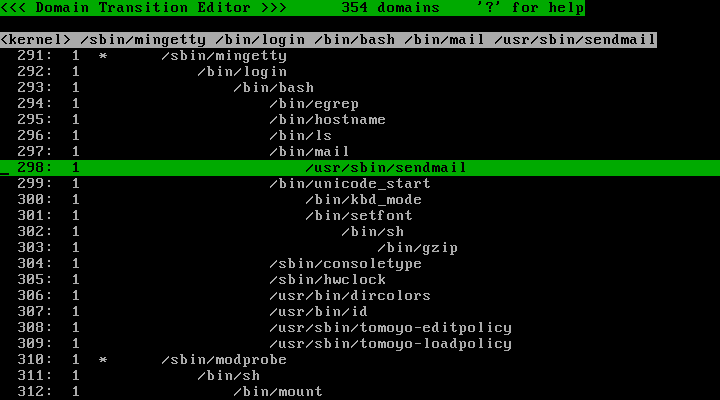 <<< Domain Transition Editor >>>      354 domains    '?' for help
<kernel> /sbin/mingetty /bin/login /bin/bash /bin/mail /usr/sbin/sendmail
291:  1  *      /sbin/mingetty
292:  1             /bin/login
293:  1                 /bin/bash
294:  1                     /bin/egrep
295:  1                     /bin/hostname
296:  1                     /bin/ls
297:  1                     /bin/mail
298:  1                         /usr/sbin/sendmail
299:  1                     /bin/unicode_start
300:  1                         /bin/kbd_mode
301:  1                         /bin/setfont
302:  1                             /bin/sh
303:  1                                 /bin/gzip
304:  1                     /sbin/consoletype
305:  1                     /sbin/hwclock
306:  1                     /usr/bin/dircolors
307:  1                     /usr/bin/id
308:  1                     /usr/sbin/tomoyo-editpolicy
309:  1                     /usr/sbin/tomoyo-loadpolicy
310:  1  *      /sbin/modprobe
311:  1             /bin/sh
312:  1                 /bin/mount